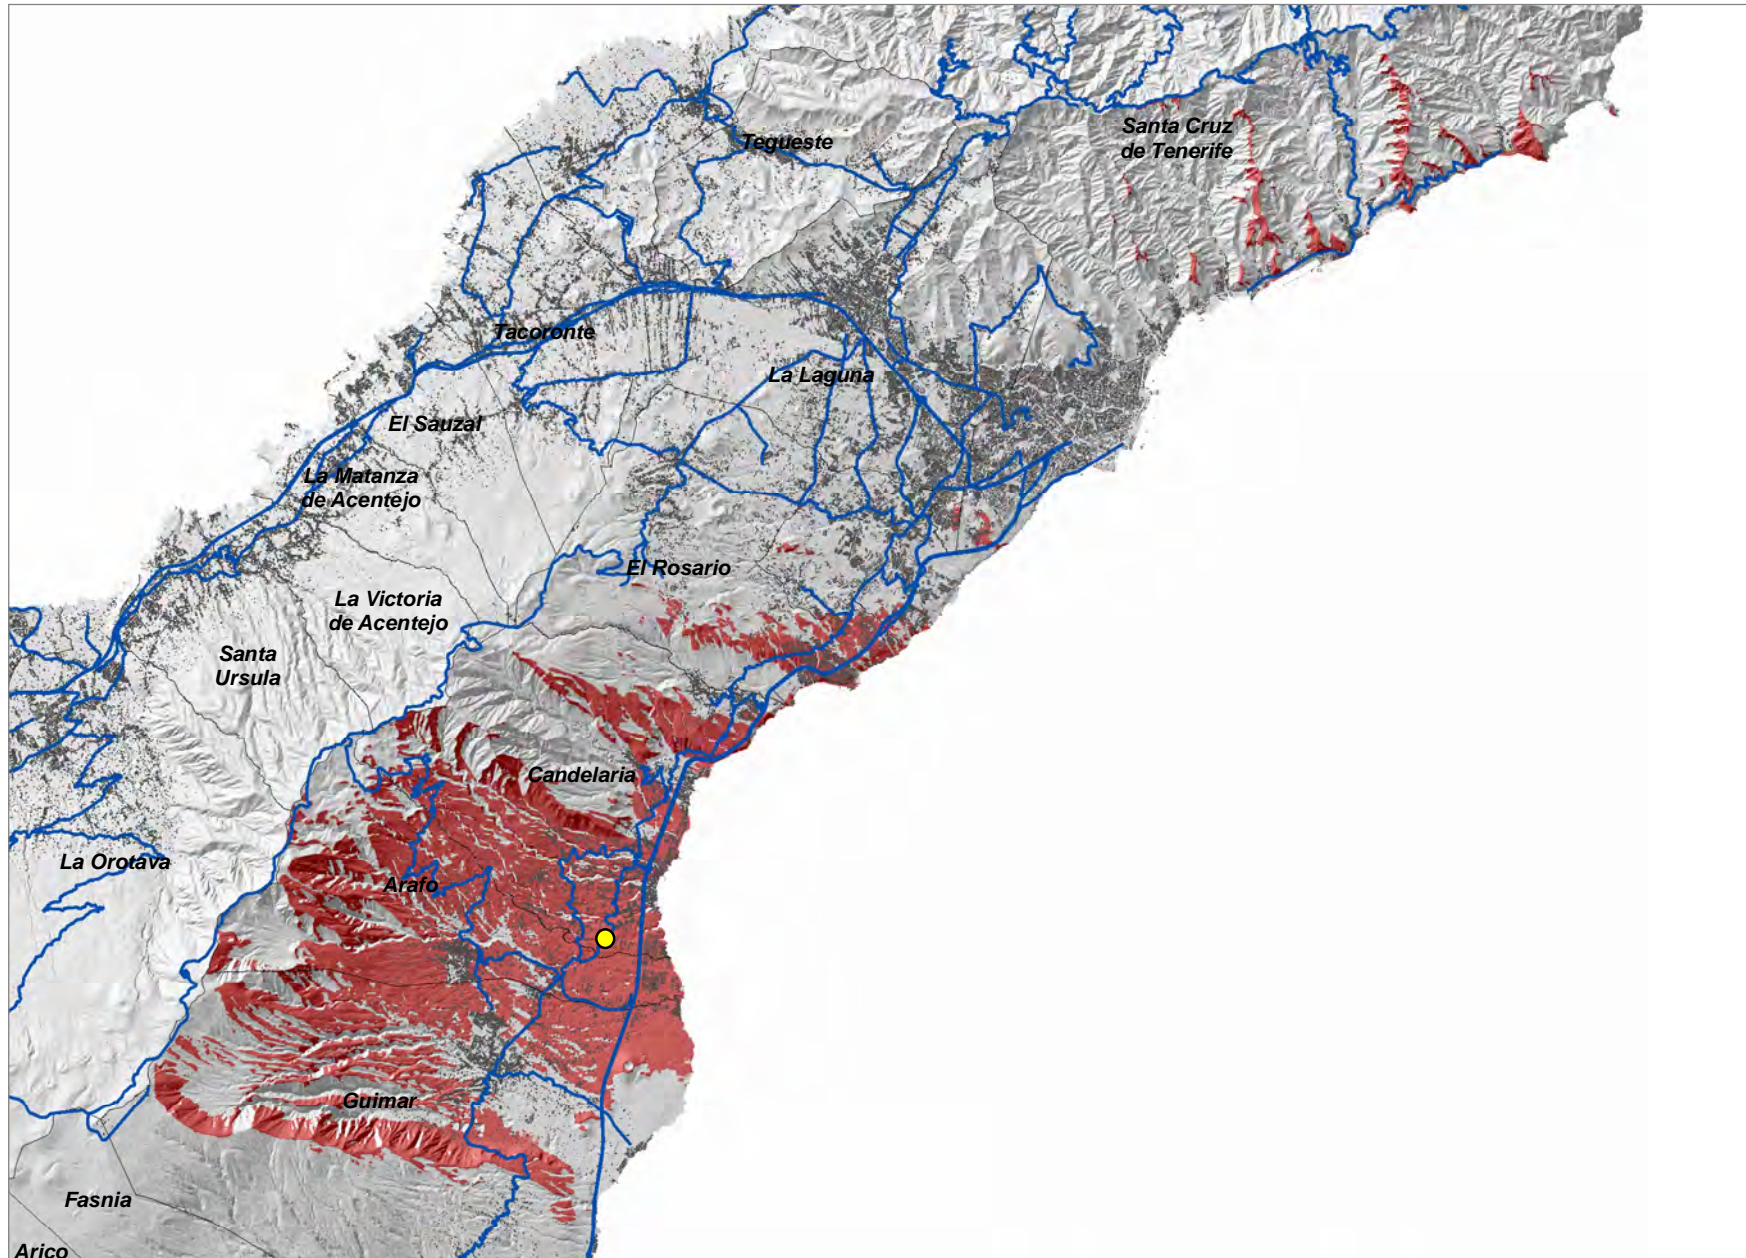 Santa Cruz
de Tenerife
Tegueste
Tacoronte
La Laguna
El Sauzal
La Matanza
de Acentejo
El Rosario
La Victoria
de Acentejo
Santa
Ursula
Candelaria
La Orotava
Arafo
Guimar
Fasnia
Arico